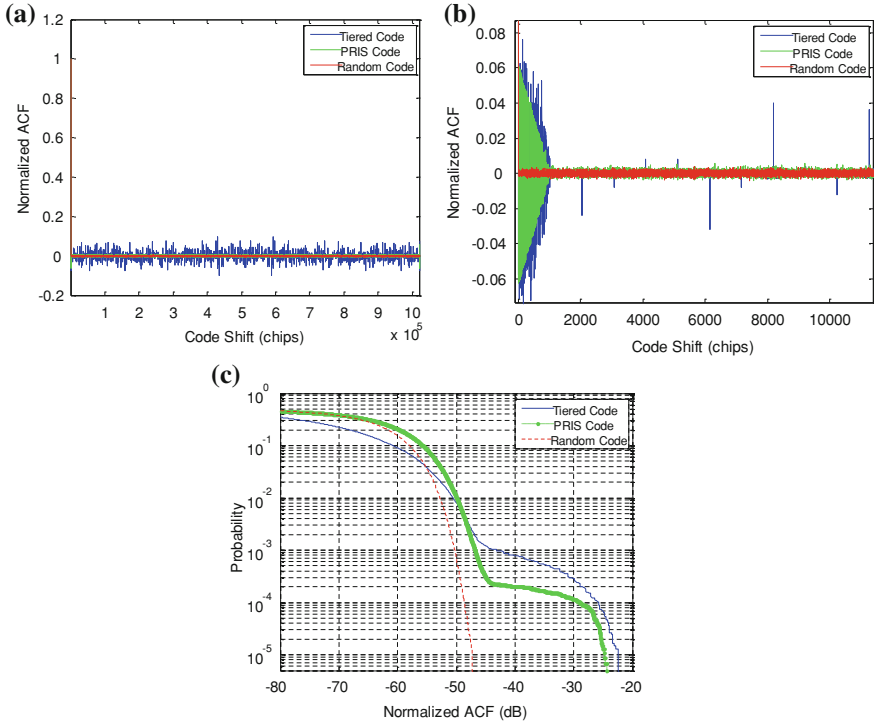 (a)
1.2
1
0.8
0.6
0.4
0.2
0
-0.2
Normalized ACF
Tiered Code
PRIS Code
Random Code
1 2 3 4 5 6 7 8 9 10
x 10^5
Code Shift (chips)
(b)
0.08
0.06
0.04
0.02
0
-0.02
-0.04
-0.06
Normalized ACF
Tiered Code
PRIS Code
Random Code
0 2000 4000 6000 8000 10000
Code Shift (chips)
(c)
10^0
10^-1
10^-2
10^-3
10^-4
10^-5
Probability
Tiered Code
PRIS Code
Random Code
-80 -70 -60 -50 -40 -30 -20
Normalized ACF (dB)